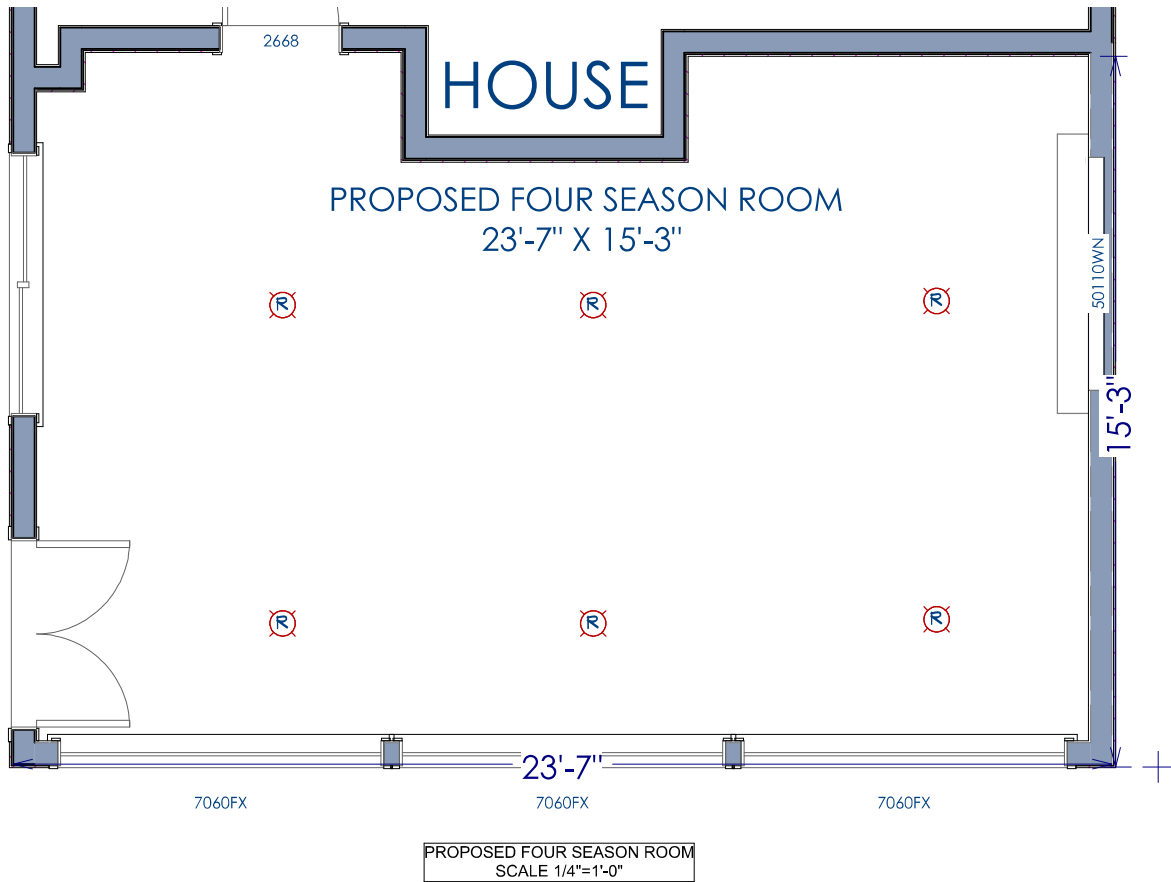 2668
HOUSE
PROPOSED FOUR SEASON ROOM
23'-7" X 15'-3"
50110WN
R
R
R
15'-3"
R
R
R
23'-7"
7060FX
7060FX
7060FX
PROPOSED FOUR SEASON ROOM
SCALE 1/4"=1'-0"